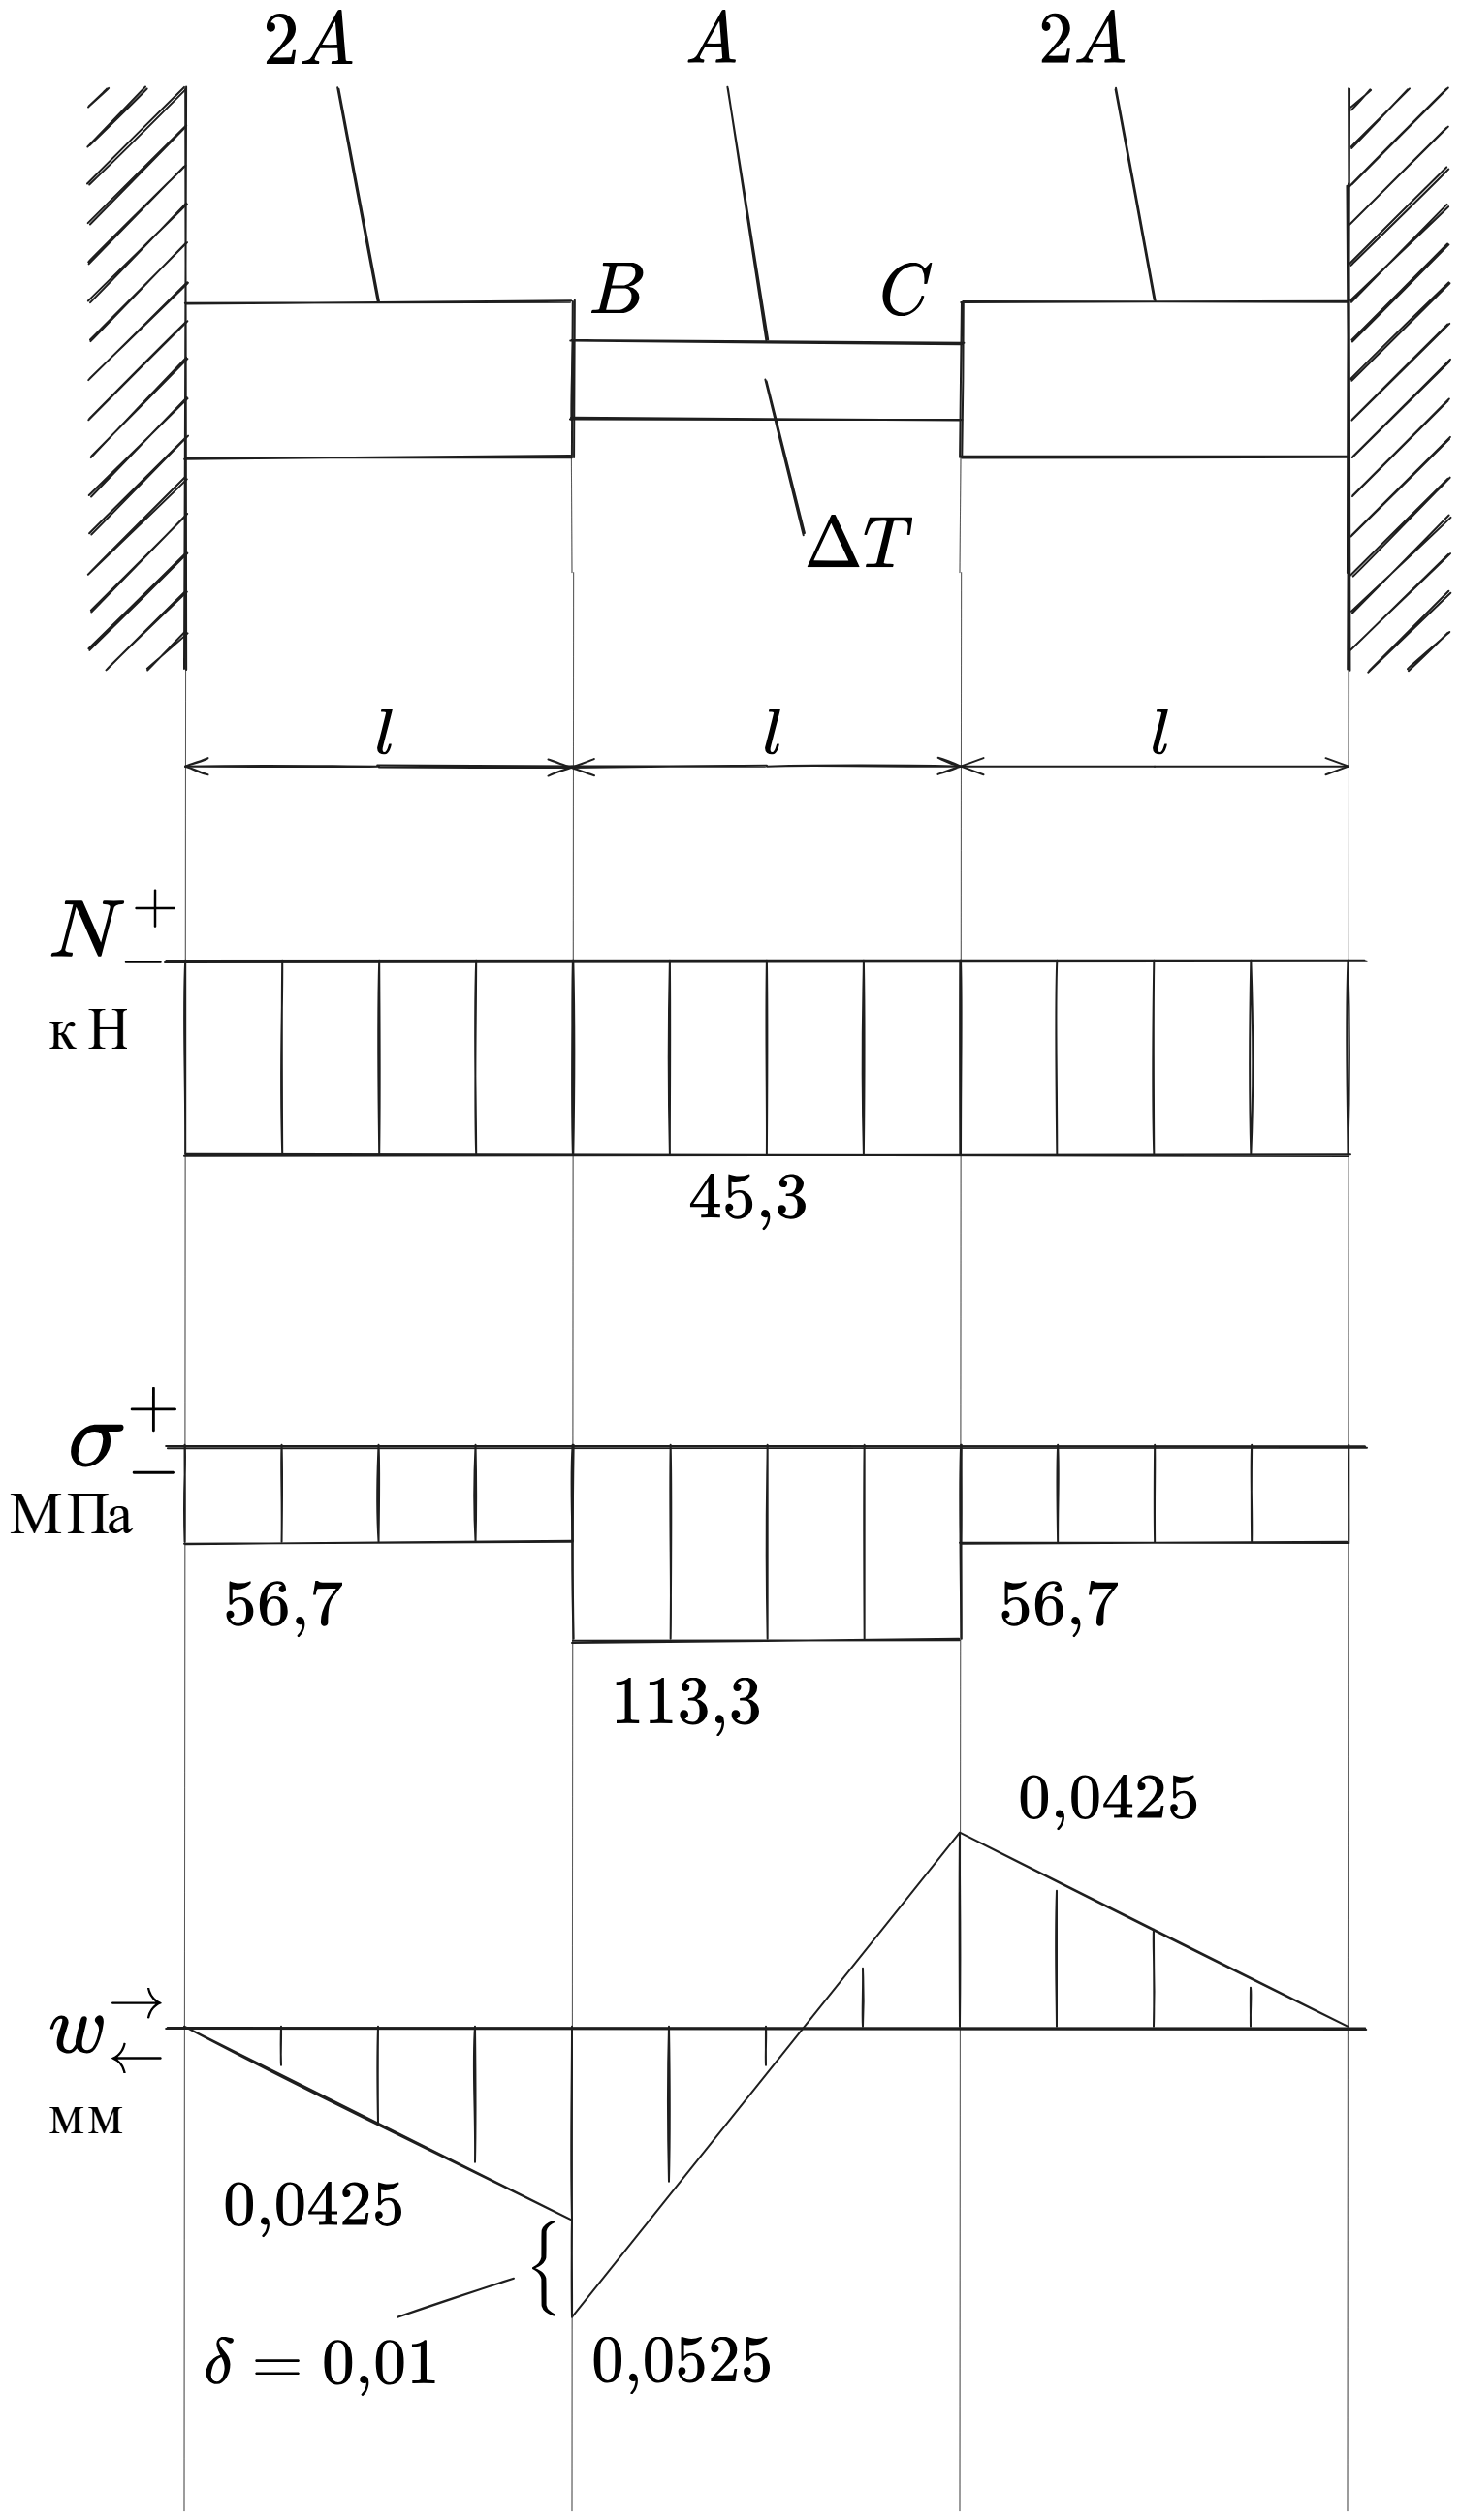 2A A 2A
B C
ΔT
l l l
N + −
кН
45,3
σ + −
МПа
56,7 56,7
113,3
0,0425
w → ←
мм
0,0425
δ = 0,01 0,0525